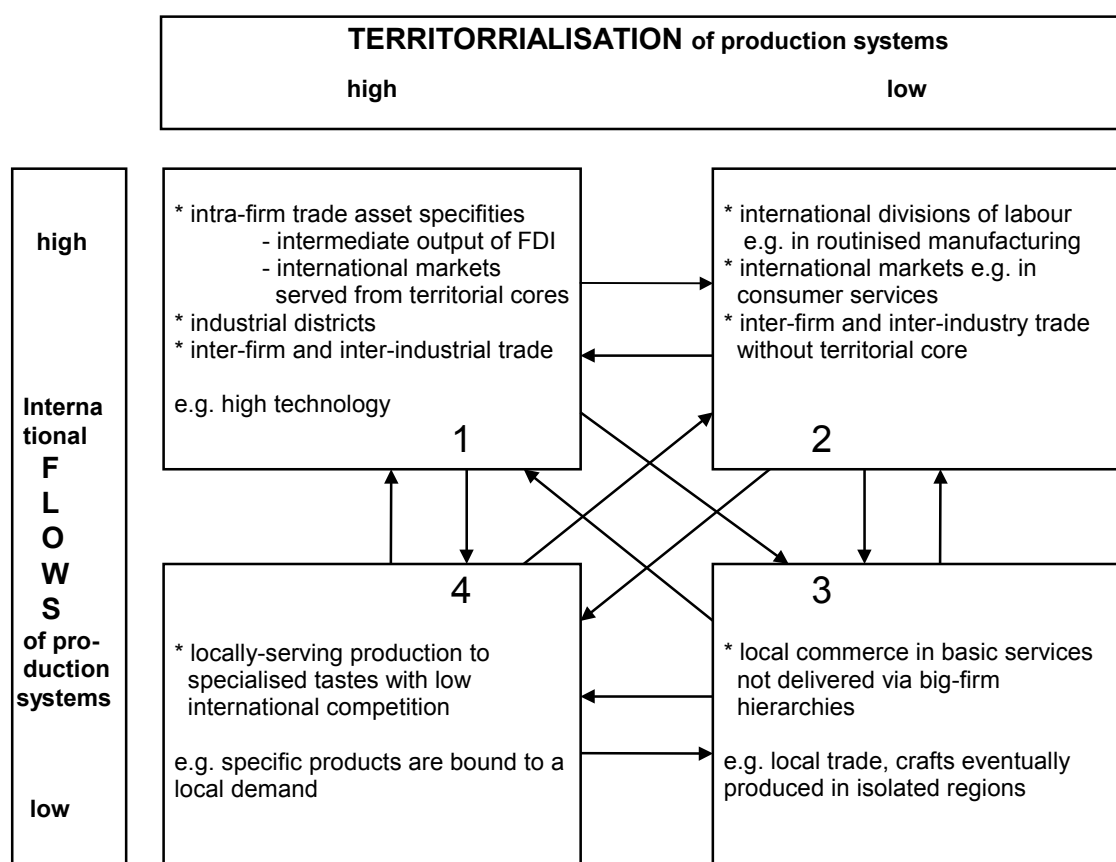 TERRITORRIALISATION of production systems
high low
high
Interna
tional
F
L
O
W
S
of pro-
duction
systems
low
* intra-firm trade asset specifities
- intermediate output of FDI
- international markets
served from territorial cores
* industrial districts
* inter-firm and inter-industrial trade
e.g. high technology
1
* international divisions of labour
e.g. in routinised manufacturing
* international markets e.g. in
consumer services
* inter-firm and inter-industry trade
without territorial core
2
4
* locally-serving production to
specialised tastes with low
international competition
e.g. specific products are bound to a
local demand
3
* local commerce in basic services
not delivered via big-firm
hierarchies
e.g. local trade, crafts eventually
produced in isolated regions